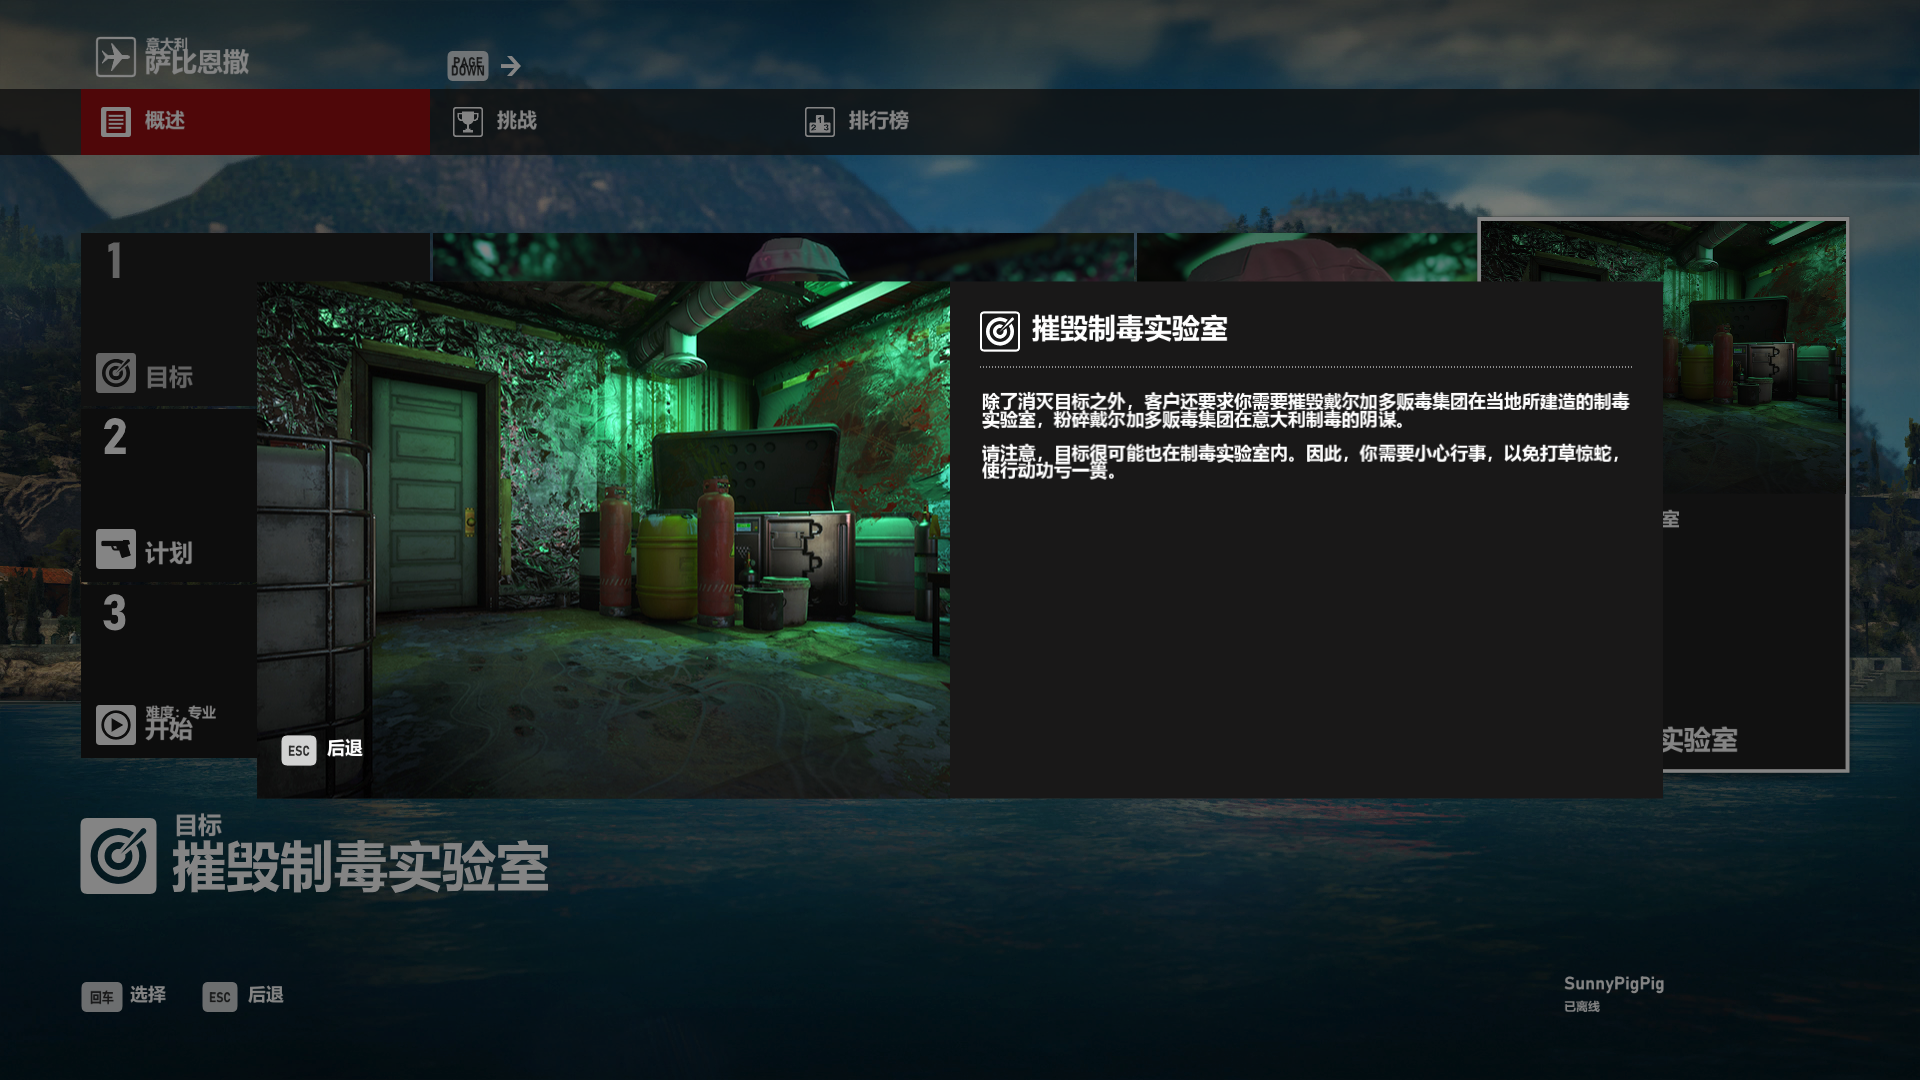 意大利
萨比恩撒
PAGE DOWN
概述
挑战
排行榜
1
目标
2
计划
3
难度：专业
开始
摧毁制毒实验室
除了消灭目标之外，客户还要求你需要摧毁戴尔加多贩毒集团在当地所建造的制毒
实验室，粉碎戴尔加多贩毒集团在意大利制毒的阴谋。
请注意，目标很可能也在制毒实验室内。因此，你需要小心行事，以免打草惊蛇，
使行动功亏一篑。
ESC 后退
室
实验室
目标
摧毁制毒实验室
回车 选择
ESC 后退
SunnyPigPig
已离线